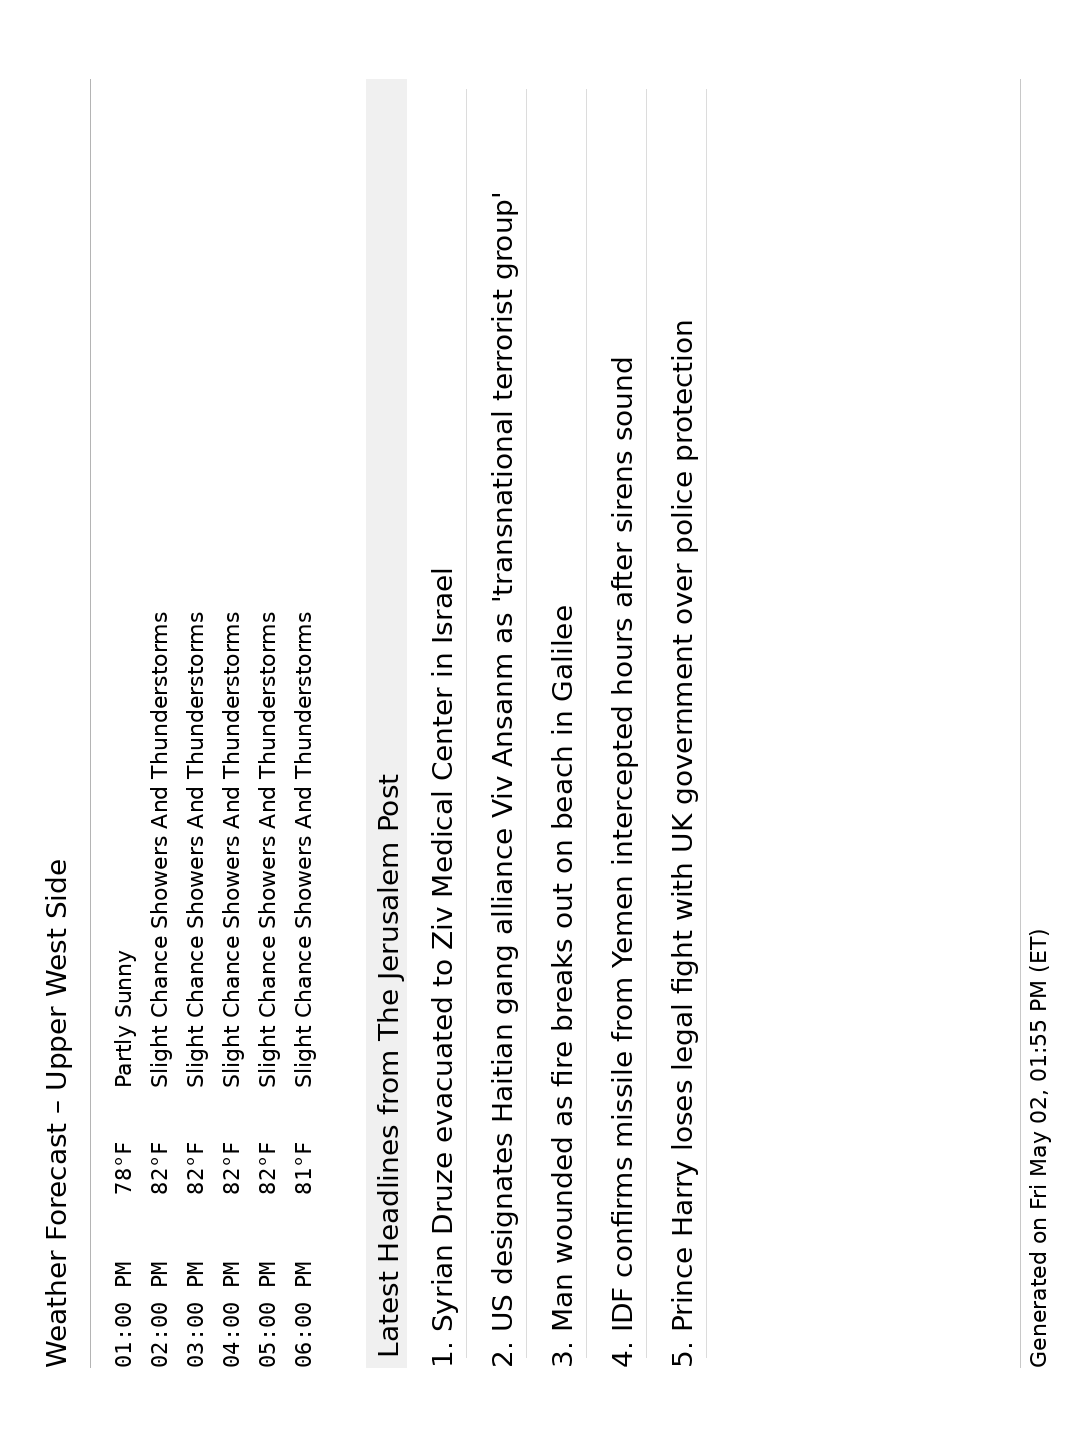 Weather Forecast – Upper West Side
01:00 PM 78°F Partly Sunny
02:00 PM 82°F Slight Chance Showers And Thunderstorms
03:00 PM 82°F Slight Chance Showers And Thunderstorms
04:00 PM 82°F Slight Chance Showers And Thunderstorms
05:00 PM 82°F Slight Chance Showers And Thunderstorms
06:00 PM 81°F Slight Chance Showers And Thunderstorms
Latest Headlines from The Jerusalem Post
1. Syrian Druze evacuated to Ziv Medical Center in Israel
2. US designates Haitian gang alliance Viv Ansanm as 'transnational terrorist group'
3. Man wounded as fire breaks out on beach in Galilee
4. IDF confirms missile from Yemen intercepted hours after sirens sound
5. Prince Harry loses legal fight with UK government over police protection
Generated on Fri May 02, 01:55 PM (ET)